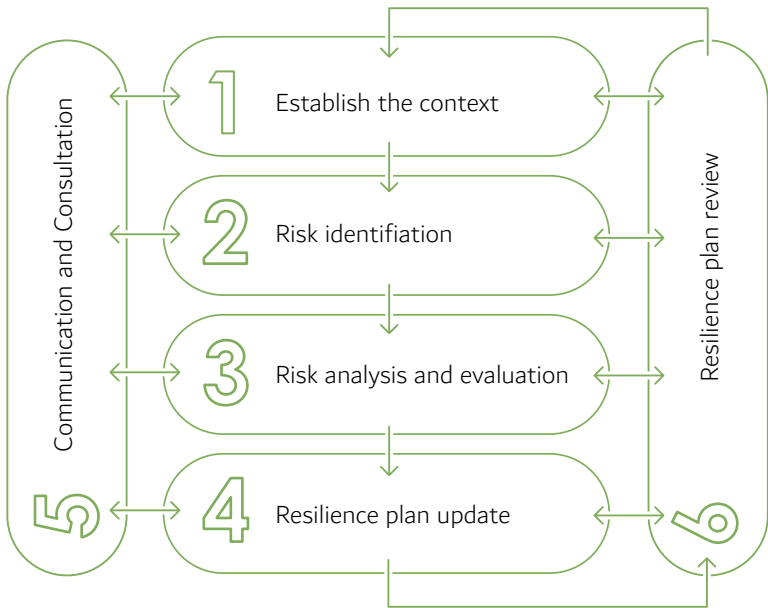 1
Establish the context
2
Risk identifiation
3
Risk analysis and evaluation
4
Resilience plan update
5
Communication and Consultation
6
Resilience plan review